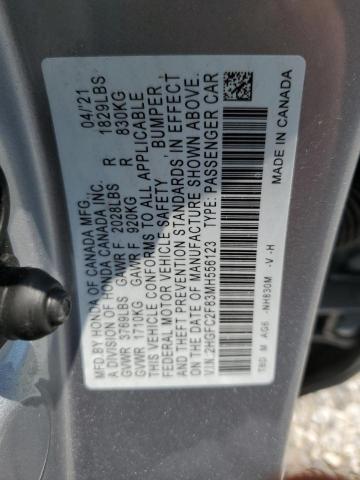 MFD. BY HONDA OF CANADA MFG. 04/21
A DIVISION OF HONDA CANADA INC.
GVWR 3769LBS GAWR F 2028LBS R 1829LBS
GVWR 1710KG GAWR F 920KG R 830KG
THIS VEHICLE CONFORMS TO ALL APPLICABLE
FEDERAL MOTOR VEHICLE SAFETY, BUMPER,
AND THEFT PREVENTION STANDARDS IN EFFECT
ON THE DATE OF MANUFACTURE SHOWN ABOVE.
V.I.N. 2HGFC2F83MH556123 TYPE: PASSENGER CAR
MADE IN CANADA
M AG6 -NH830M -V -H